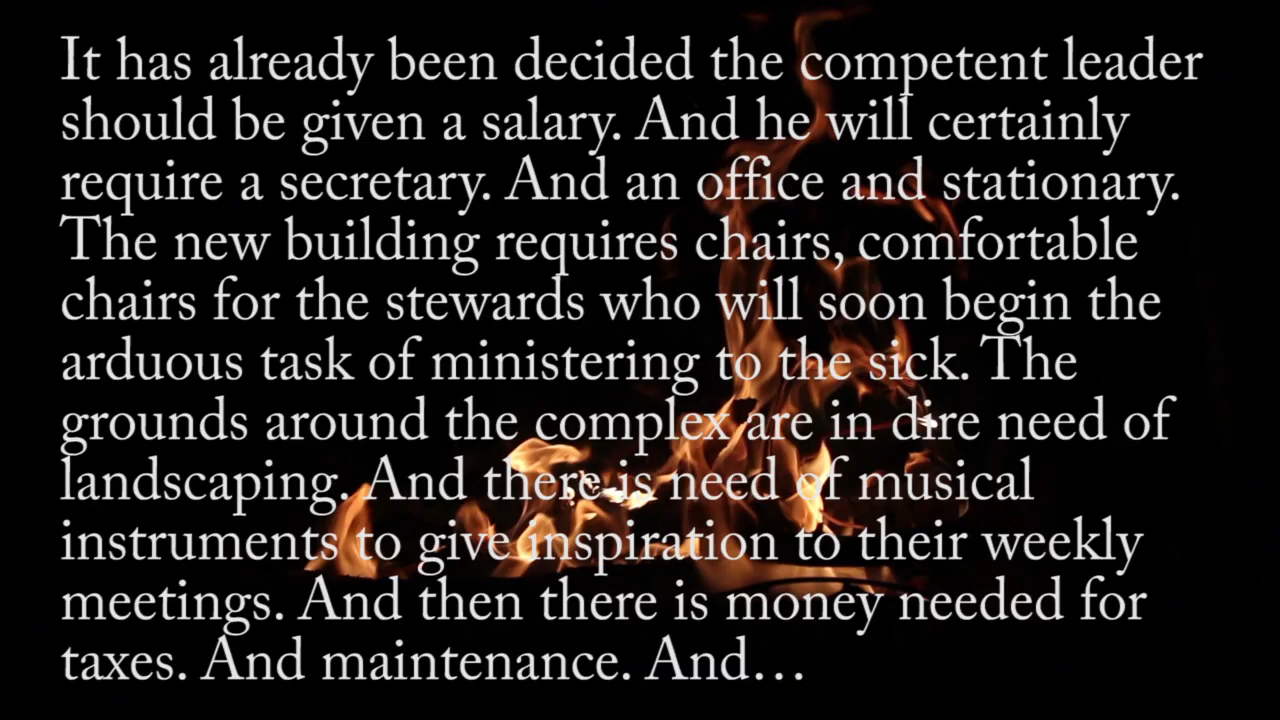 It has already been decided the competent leader
should be given a salary. And he will certainly
require a secretary. And an office and stationary.
The new building requires chairs, comfortable
chairs for the stewards who will soon begin the
arduous task of ministering to the sick. The
grounds around the complex are in dire need of
landscaping. And there is need of musical
instruments to give inspiration to their weekly
meetings. And then there is money needed for
taxes. And maintenance. And…